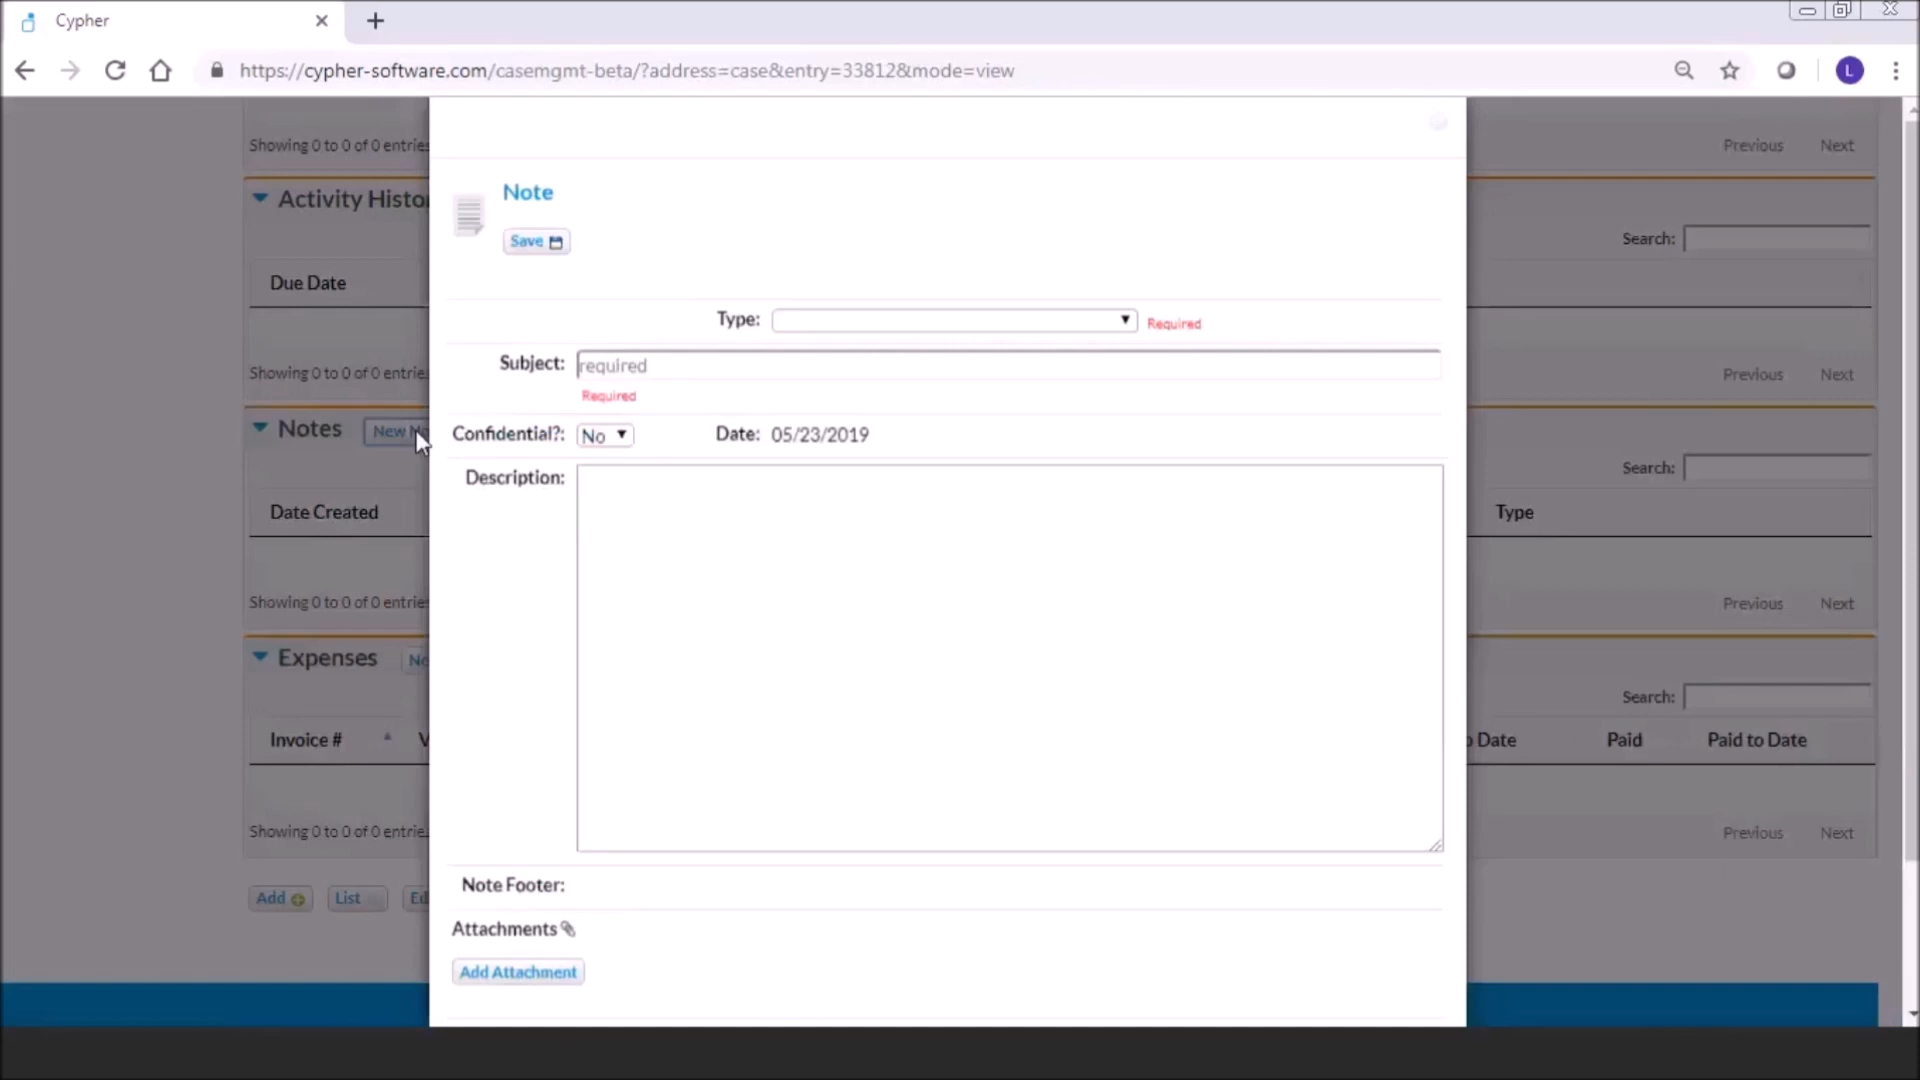 Cypher
https://cypher-software.com/casemgmt-beta/?address=case&entry=33812&mode=view
L
Showing 0 to 0 of 0 entries
Previous Next
Note
Activity Histo
Save
Search:
Due Date
Type: Required
Subject: required
Showing 0 to 0 of 0 entries
Previous Next
Required
Notes New
Confidential?: No Date: 05/23/2019
Search:
Description:
Date Created
Type
Showing 0 to 0 of 0 entries
Previous Next
Expenses
Search:
Invoice #
Date Paid Paid to Date
Showing 0 to 0 of 0 entrie
Previous Next
Note Footer:
Add List Ed
Attachments
Add Attachment